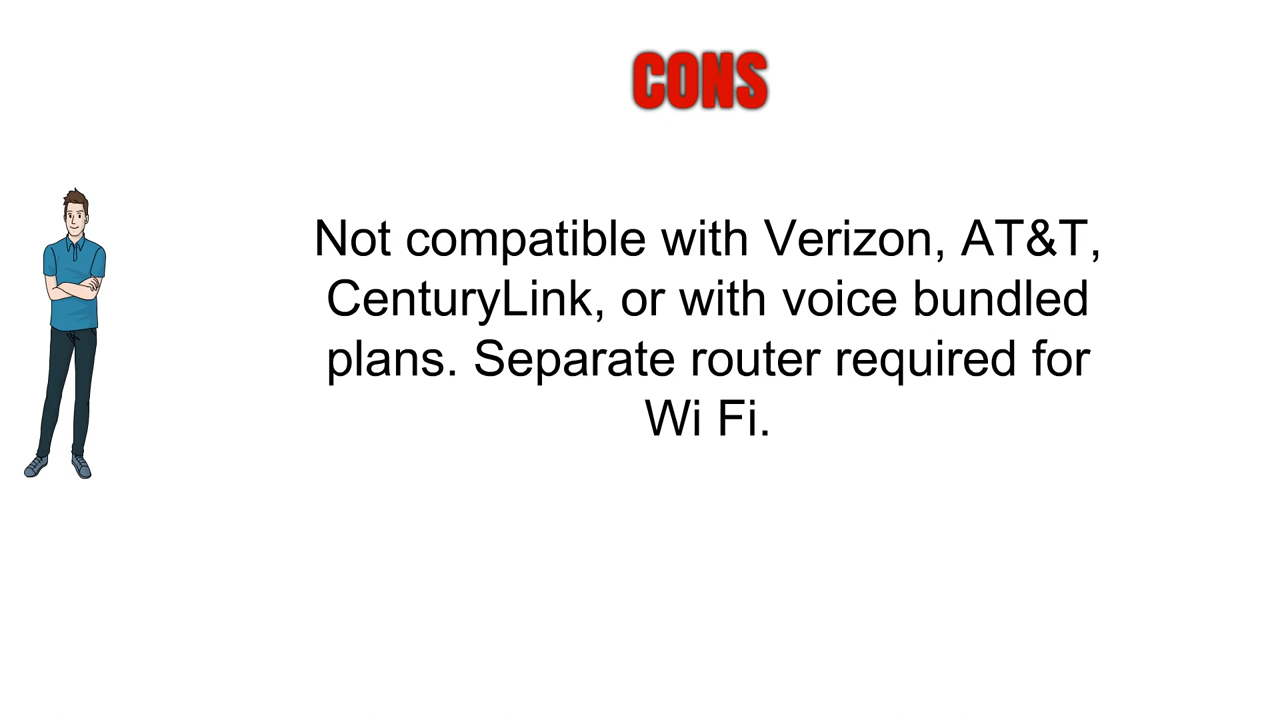 CONS
Not compatible with Verizon, AT&T,
CenturyLink, or with voice bundled
plans. Separate router required for
Wi Fi.